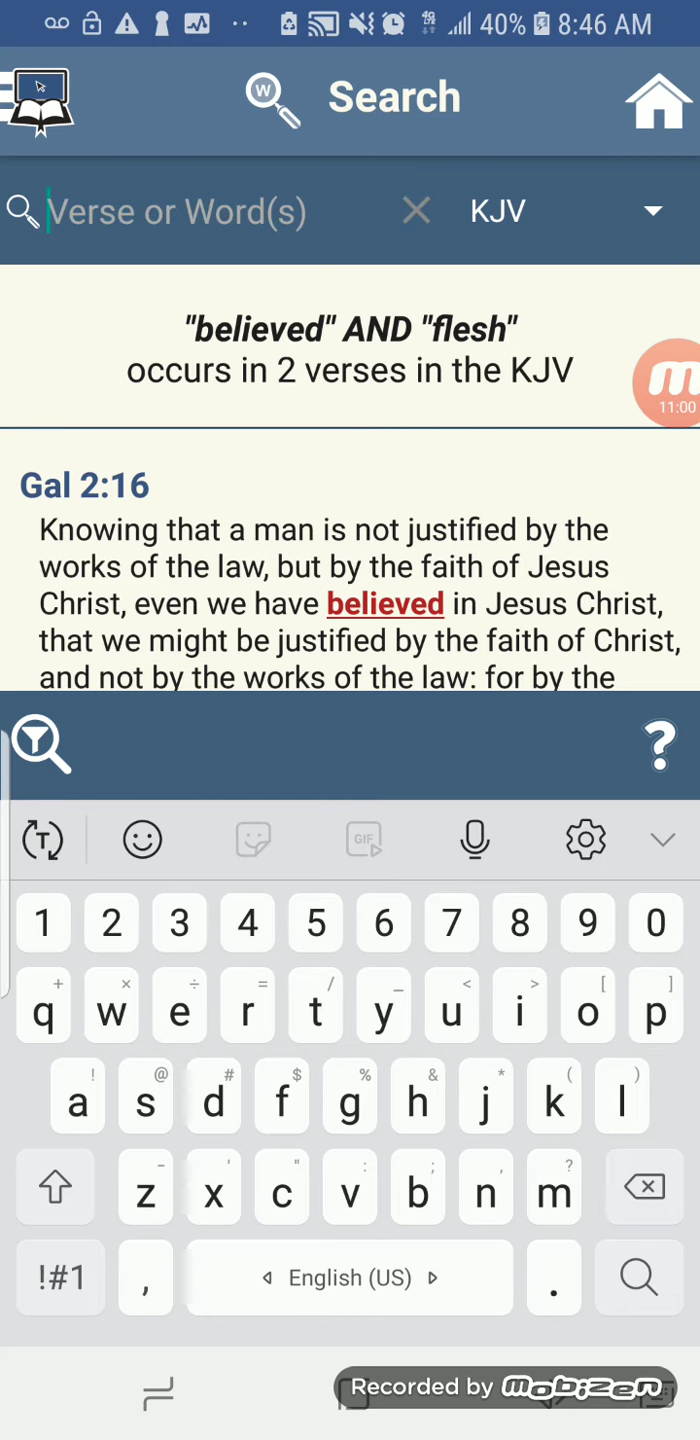 40% 8:46 AM
W Search
Verse or Word(s) KJV
"believed" AND "flesh"
occurs in 2 verses in the KJV
11:00
Gal 2:16
Knowing that a man is not justified by the
works of the law, but by the faith of Jesus
Christ, even we have believed in Jesus Christ,
that we might be justified by the faith of Christ,
and not by the works of the law: for by the
?
T GIF
1 2 3 4 5 6 7 8 9 0
+ × ÷ = / _ < > [ ]
q w e r t y u i o p
! @ # $ % & * ( )
a s d f g h j k l
- ' " : ; , ?
z x c v b n m
!#1 , English (US) .
Recorded by mobizen